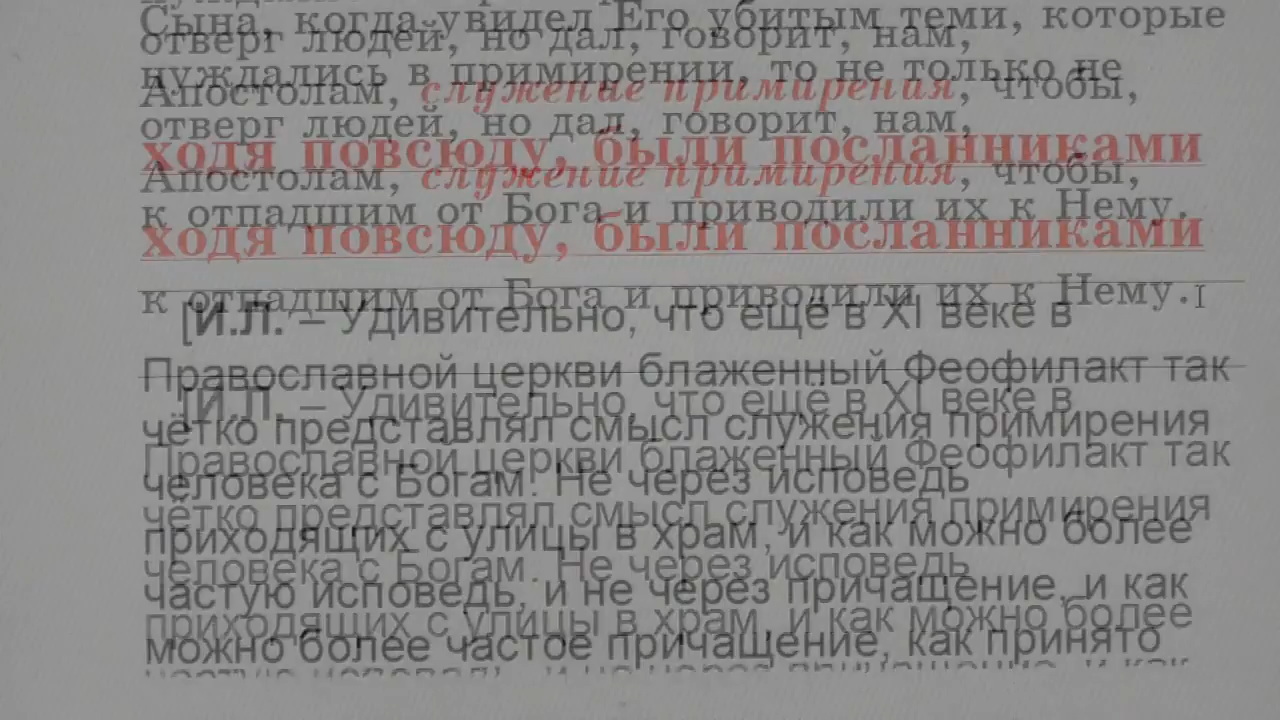 Сына, когда увидел Его убитым теми, которые
нуждались в примирении, то не только не
отверг людей, но дал, говорит, нам,
Апостолам, служение примирения, чтобы,
ходя повсюду, были посланниками
к отпадшим от Бога и приводили их к Нему.
[И.Л. – Удивительно, что ещё в XI веке в
Православной церкви блаженный Феофилакт так
чётко представлял смысл служения примирения
человека с Богам. Не через исповедь
приходящих с улицы в храм, и как можно более
частую исповедь, и не через причащение, и как
можно более частое причащение, как принято